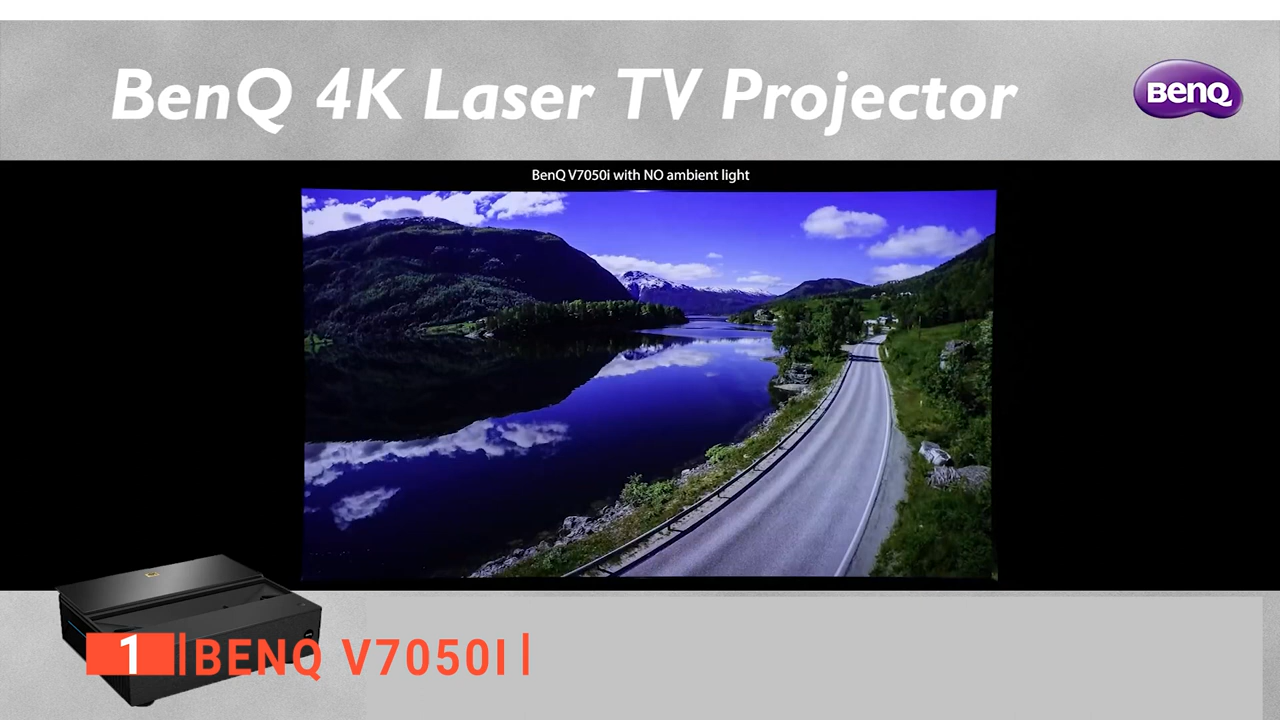 BenQ 4K Laser TV Projector
BenQ
BenQ V7050i with NO ambient light
1 BENQ V7050I